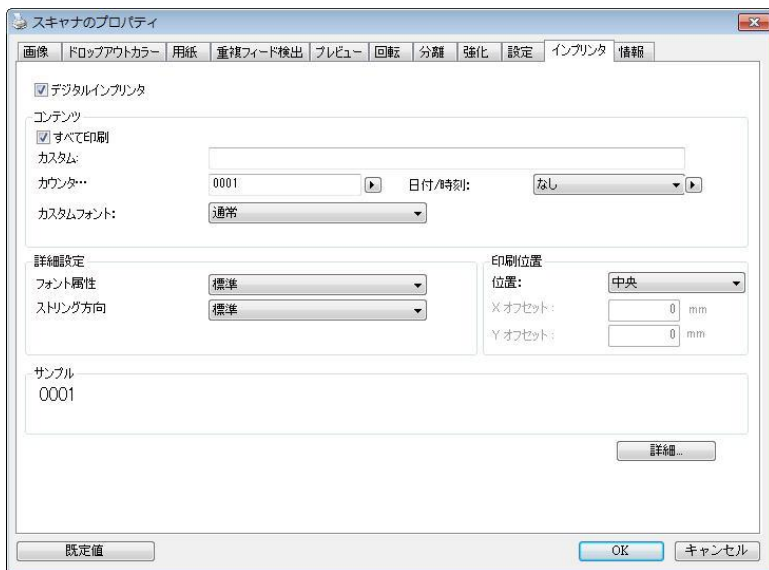 スキャナのプロパティ
画像 ドロップアウトカラー 用紙 重複フィード検出 プレビュー 回転 分離 強化 設定 インプリンタ 情報
デジタルインプリンタ
コンテンツ
すべて印刷
カスタム:
カウンタ… 0001 日付/時刻: なし
カスタムフォント: 通常
詳細設定
フォント属性 標準
ストリング方向 標準
印刷位置
位置: 中央
X オフセット: 0 mm
Y オフセット: 0 mm
サンプル
0001
詳細...
既定値 OK キャンセル